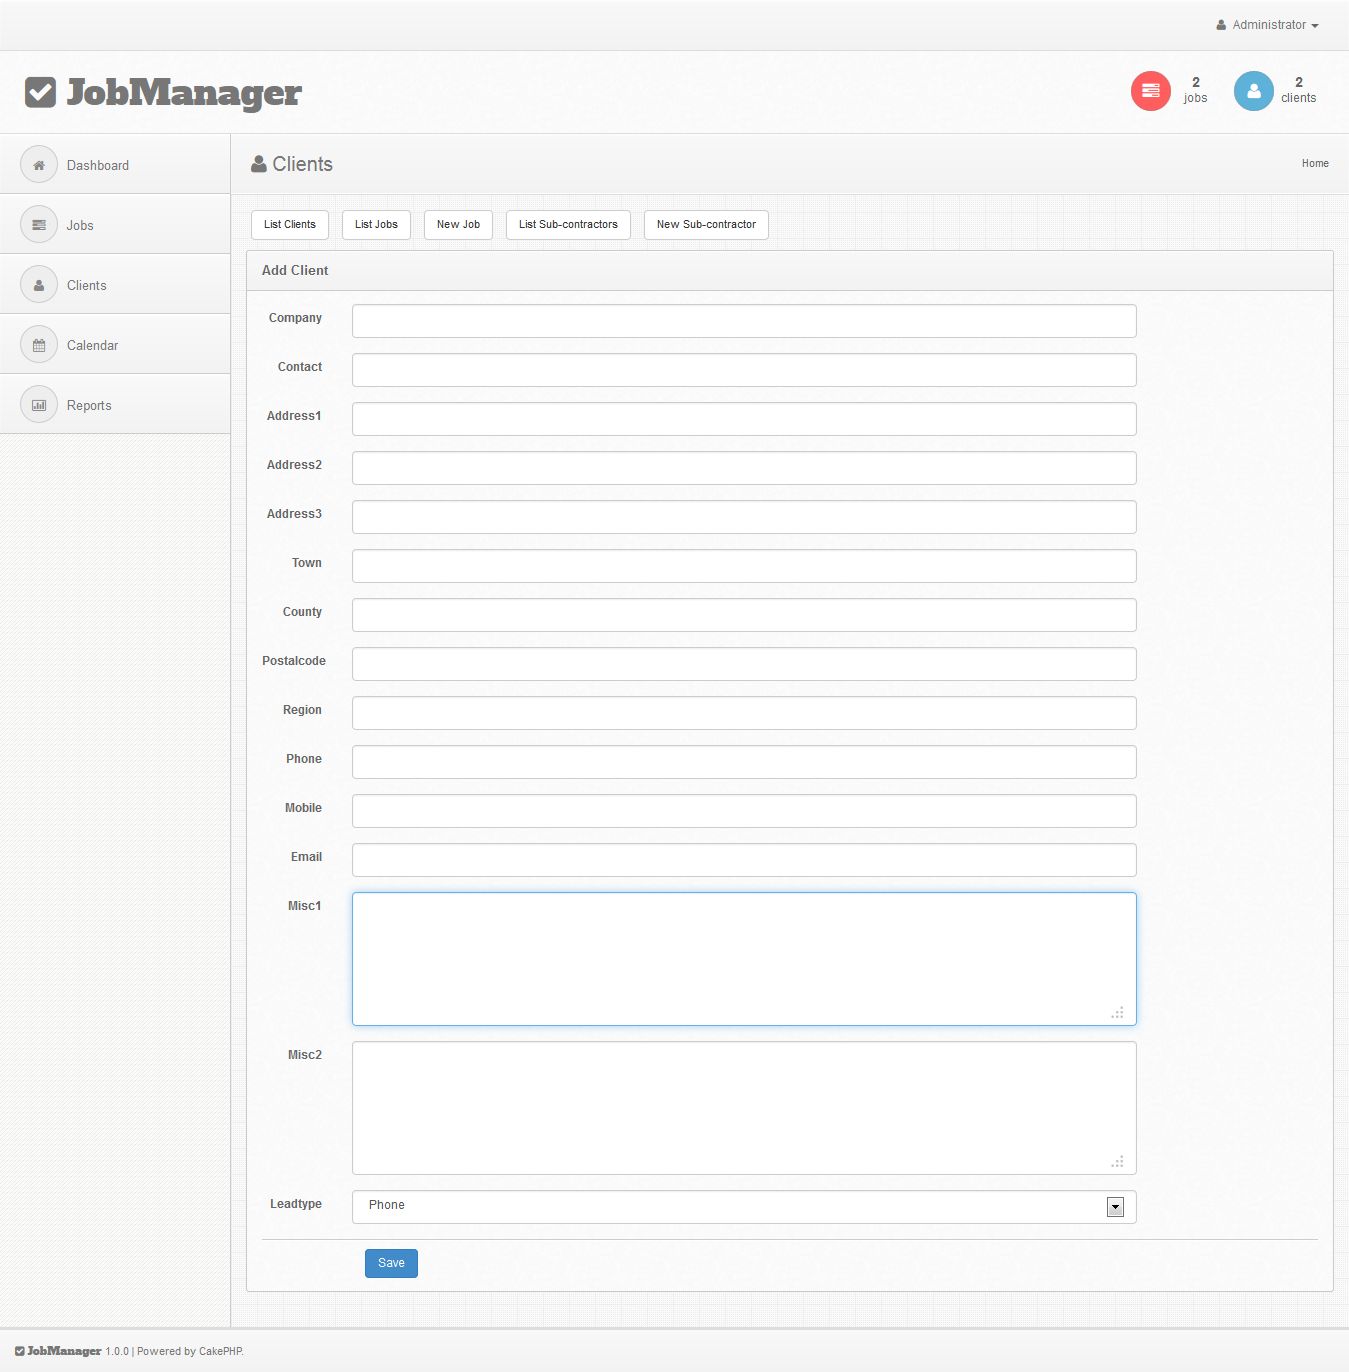 Administrator
JobManager
2
jobs
2
clients
Dashboard
Jobs
Clients
Calendar
Reports
Clients
Home
List Clients
List Jobs
New Job
List Sub-contractors
New Sub-contractor
Add Client
Company
Contact
Address1
Address2
Address3
Town
County
Postalcode
Region
Phone
Mobile
Email
Misc1
Misc2
Leadtype
Phone
Save
JobManager 1.0.0 | Powered by CakePHP.